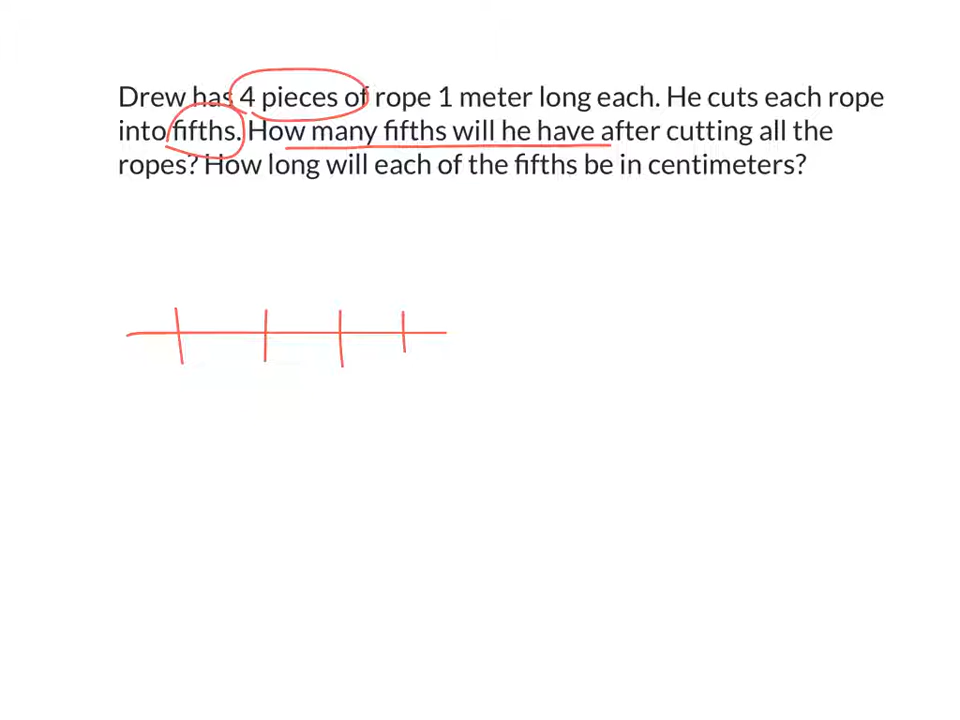 Drew has 4 pieces of rope 1 meter long each. He cuts each rope
into fifths. How many fifths will he have after cutting all the
ropes? How long will each of the fifths be in centimeters?